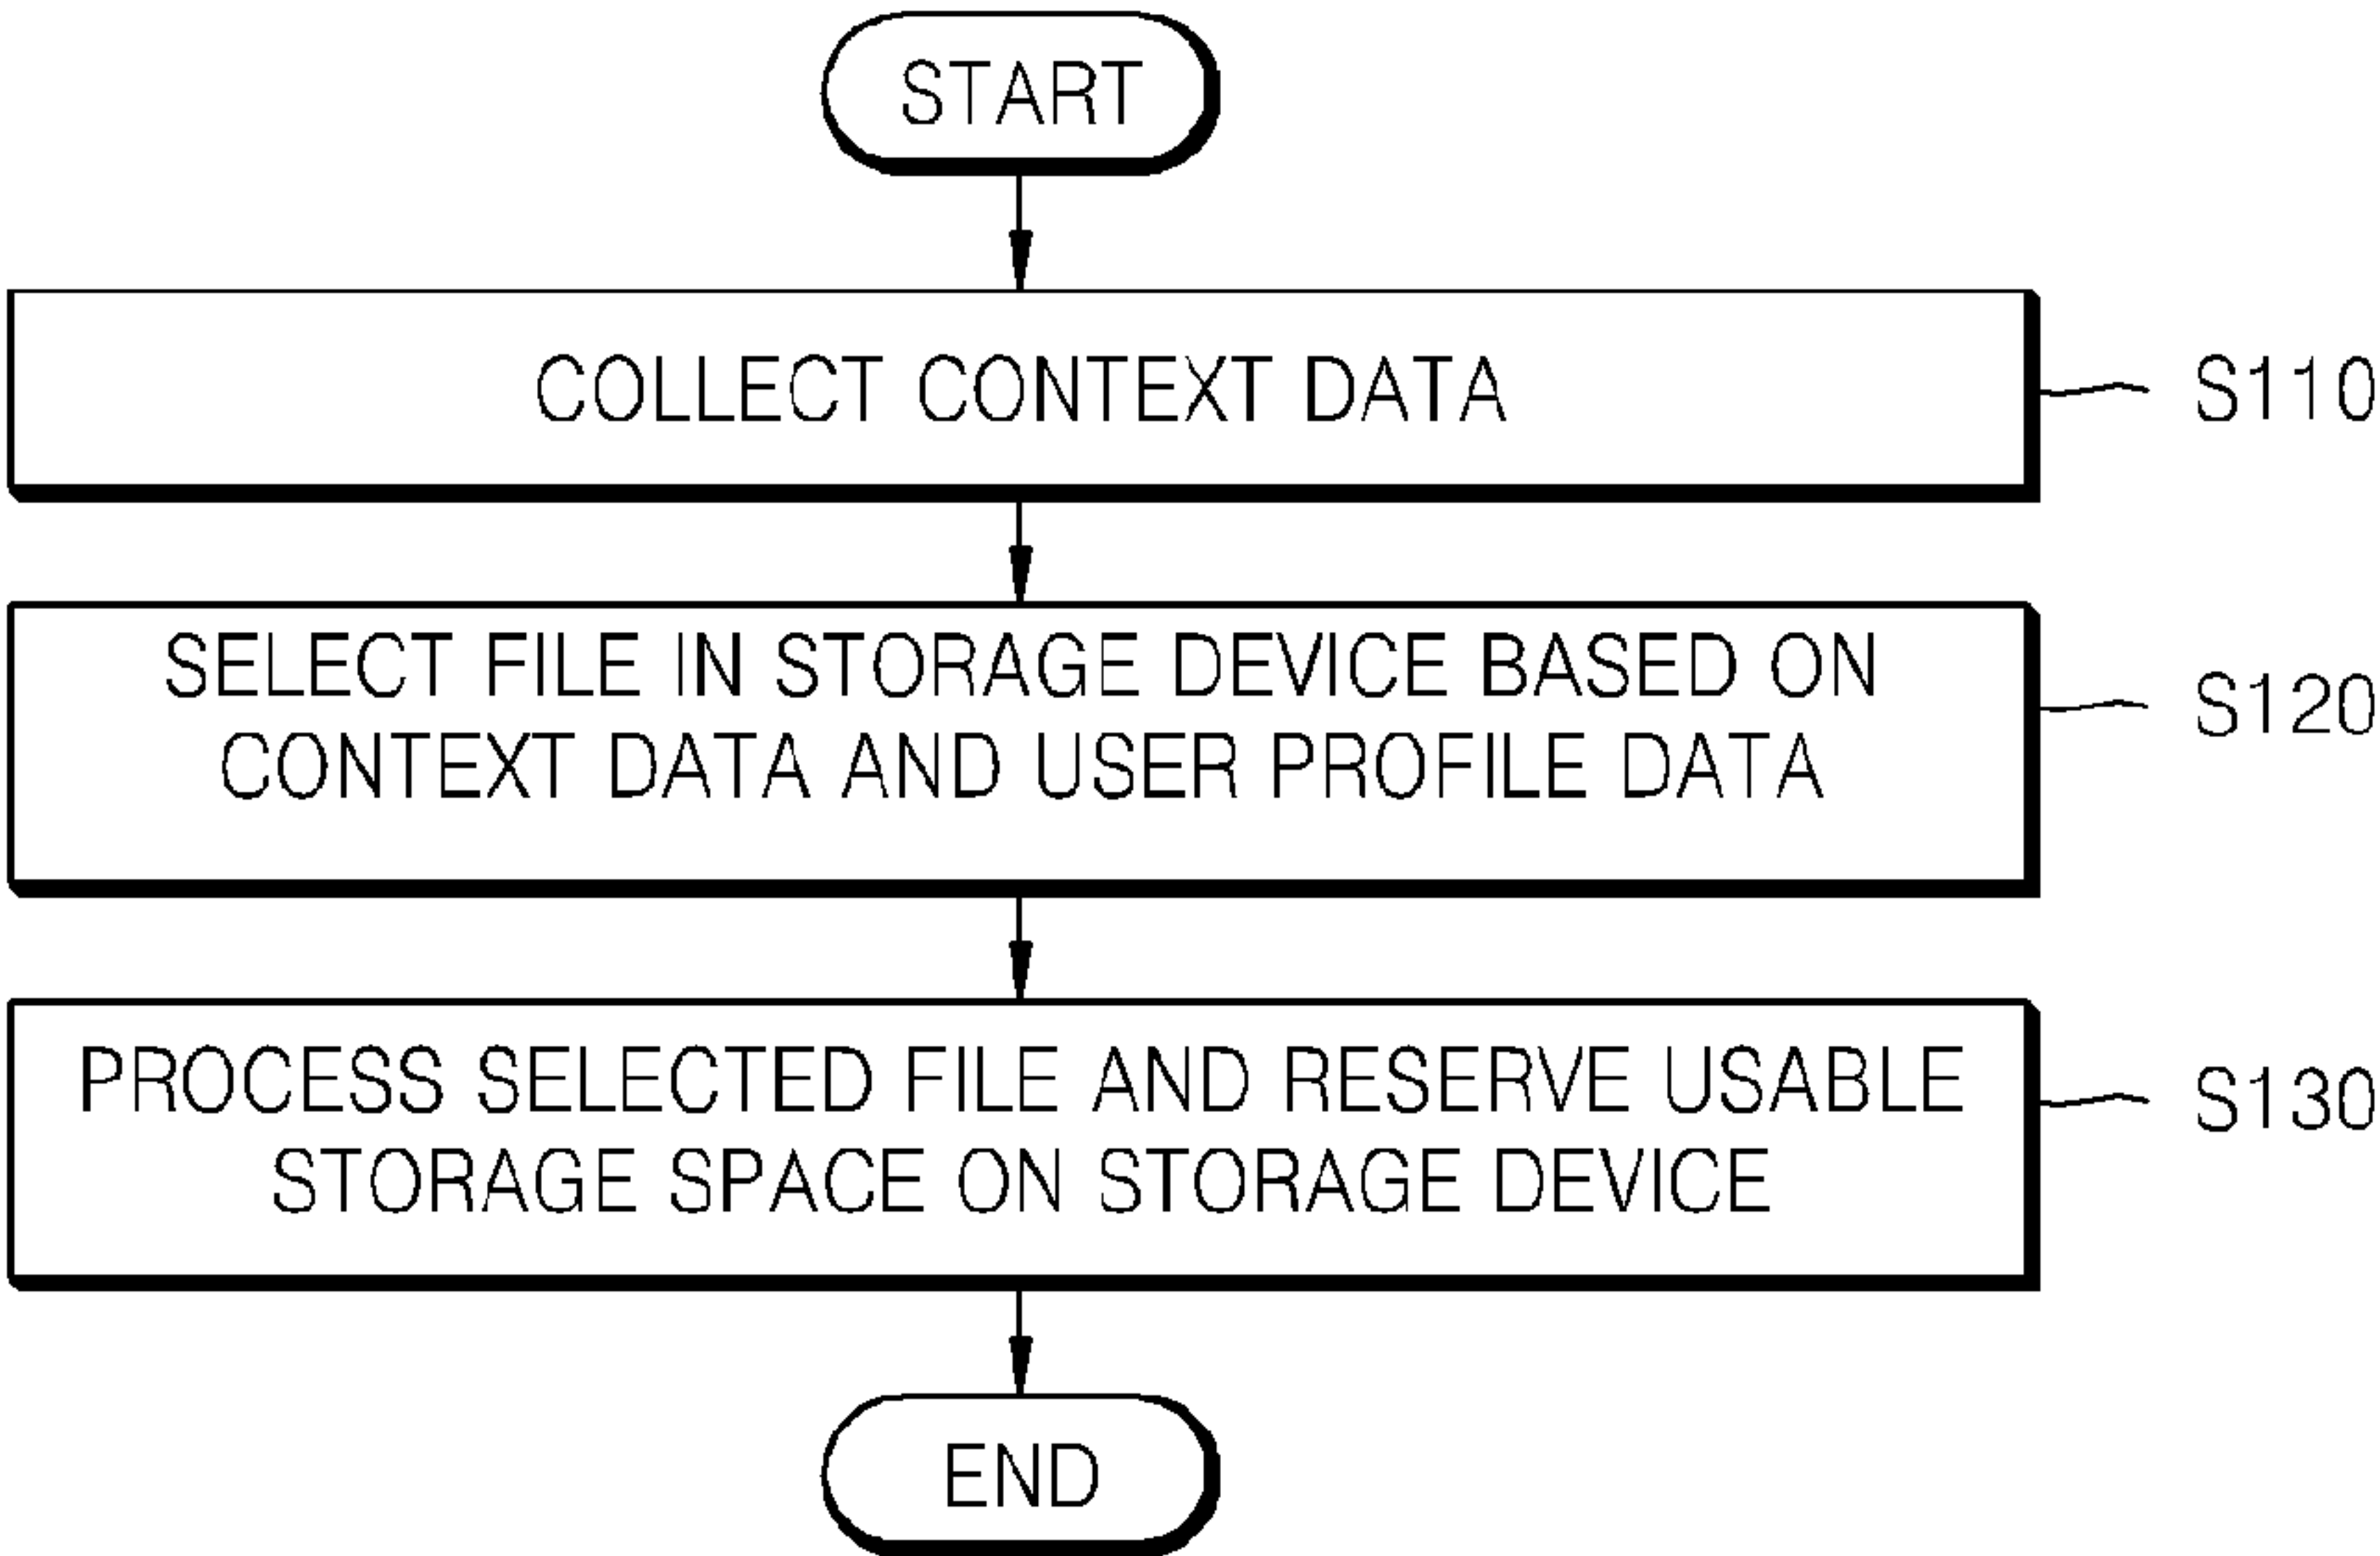 START
COLLECT CONTEXT DATA
S110
SELECT FILE IN STORAGE DEVICE BASED ON
CONTEXT DATA AND USER PROFILE DATA
S120
PROCESS SELECTED FILE AND RESERVE USABLE
STORAGE SPACE ON STORAGE DEVICE
S130
END